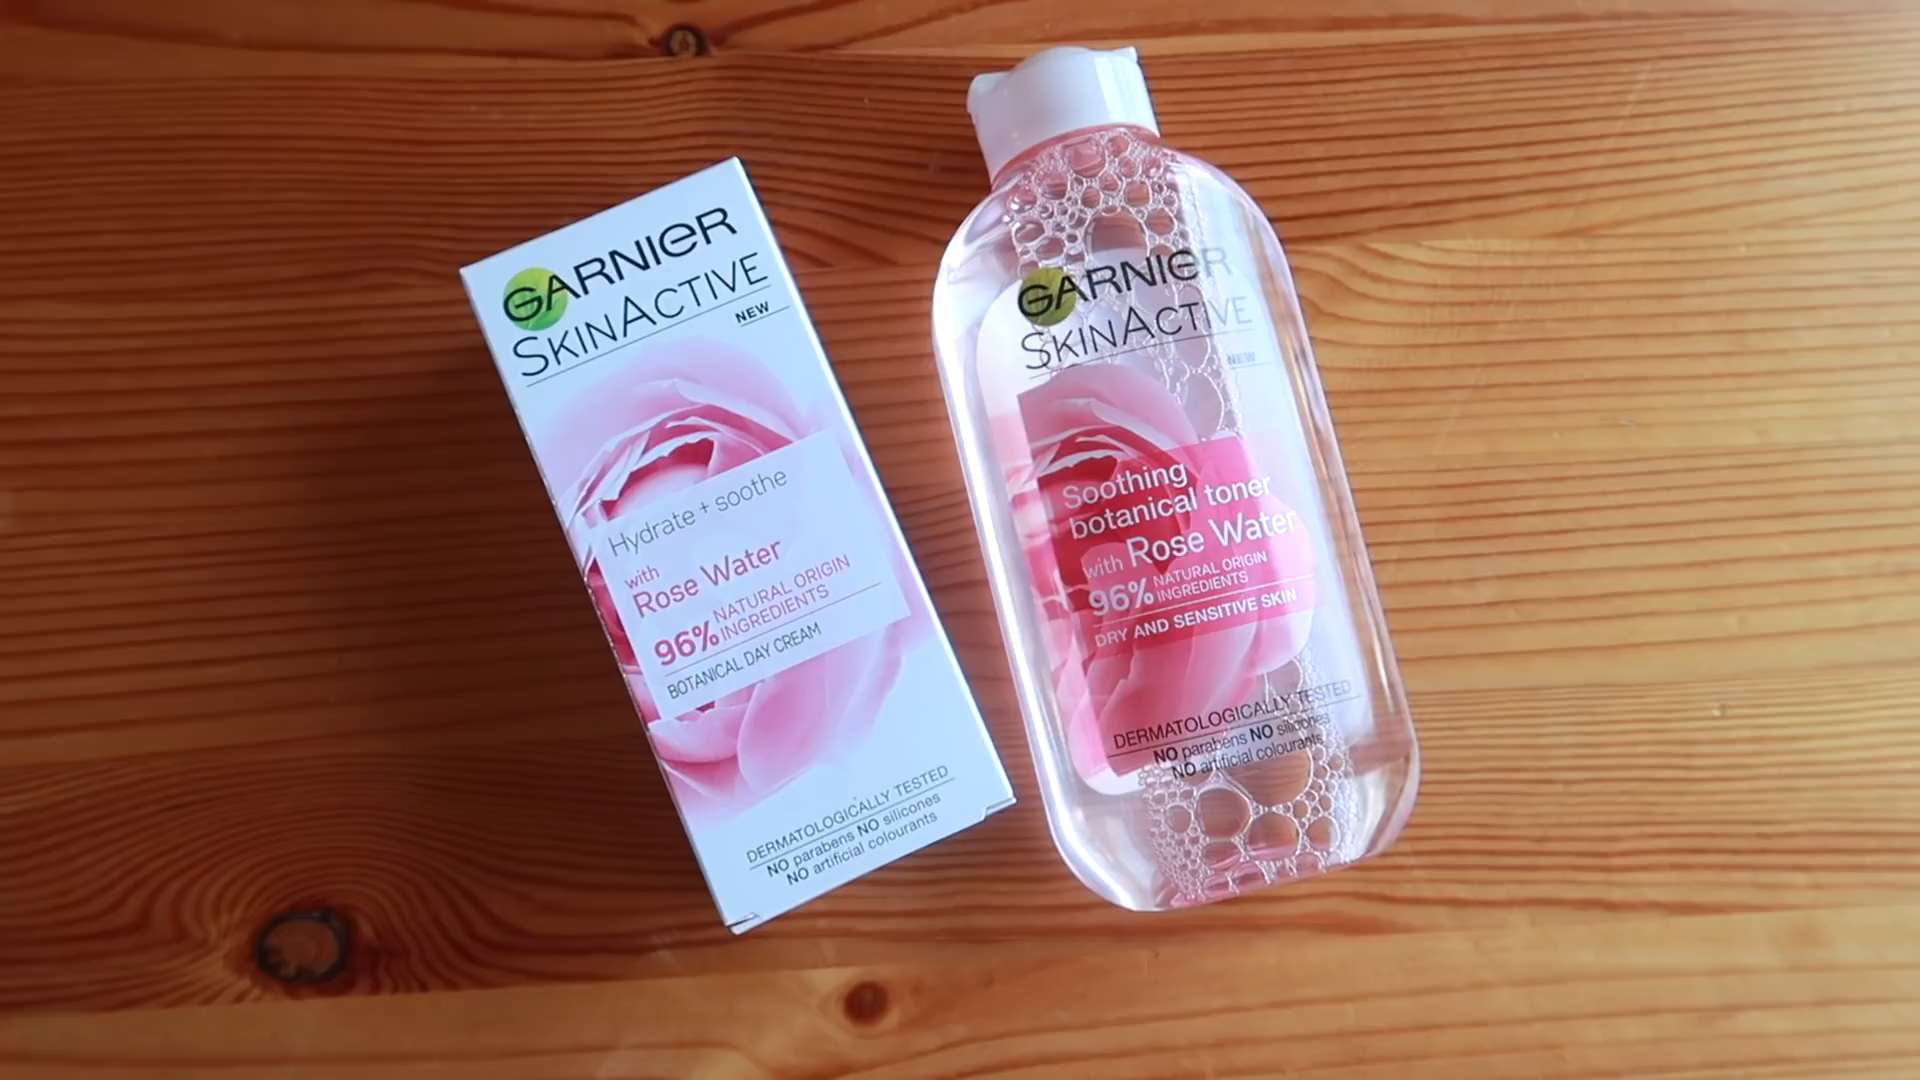 GARNIER
SKINACTIVE
NEW
Hydrate + soothe
with
Rose Water
96% NATURAL ORIGIN
INGREDIENTS
BOTANICAL DAY CREAM
DERMATOLOGICALLY TESTED
NO parabens NO silicones
NO artificial colourants
GARNIER
SKINACTIVE
NEW
Soothing
botanical toner
with Rose Water
96% NATURAL ORIGIN
INGREDIENTS
DRY AND SENSITIVE SKIN
DERMATOLOGICALLY TESTED
NO parabens NO silicones
NO artificial colourants